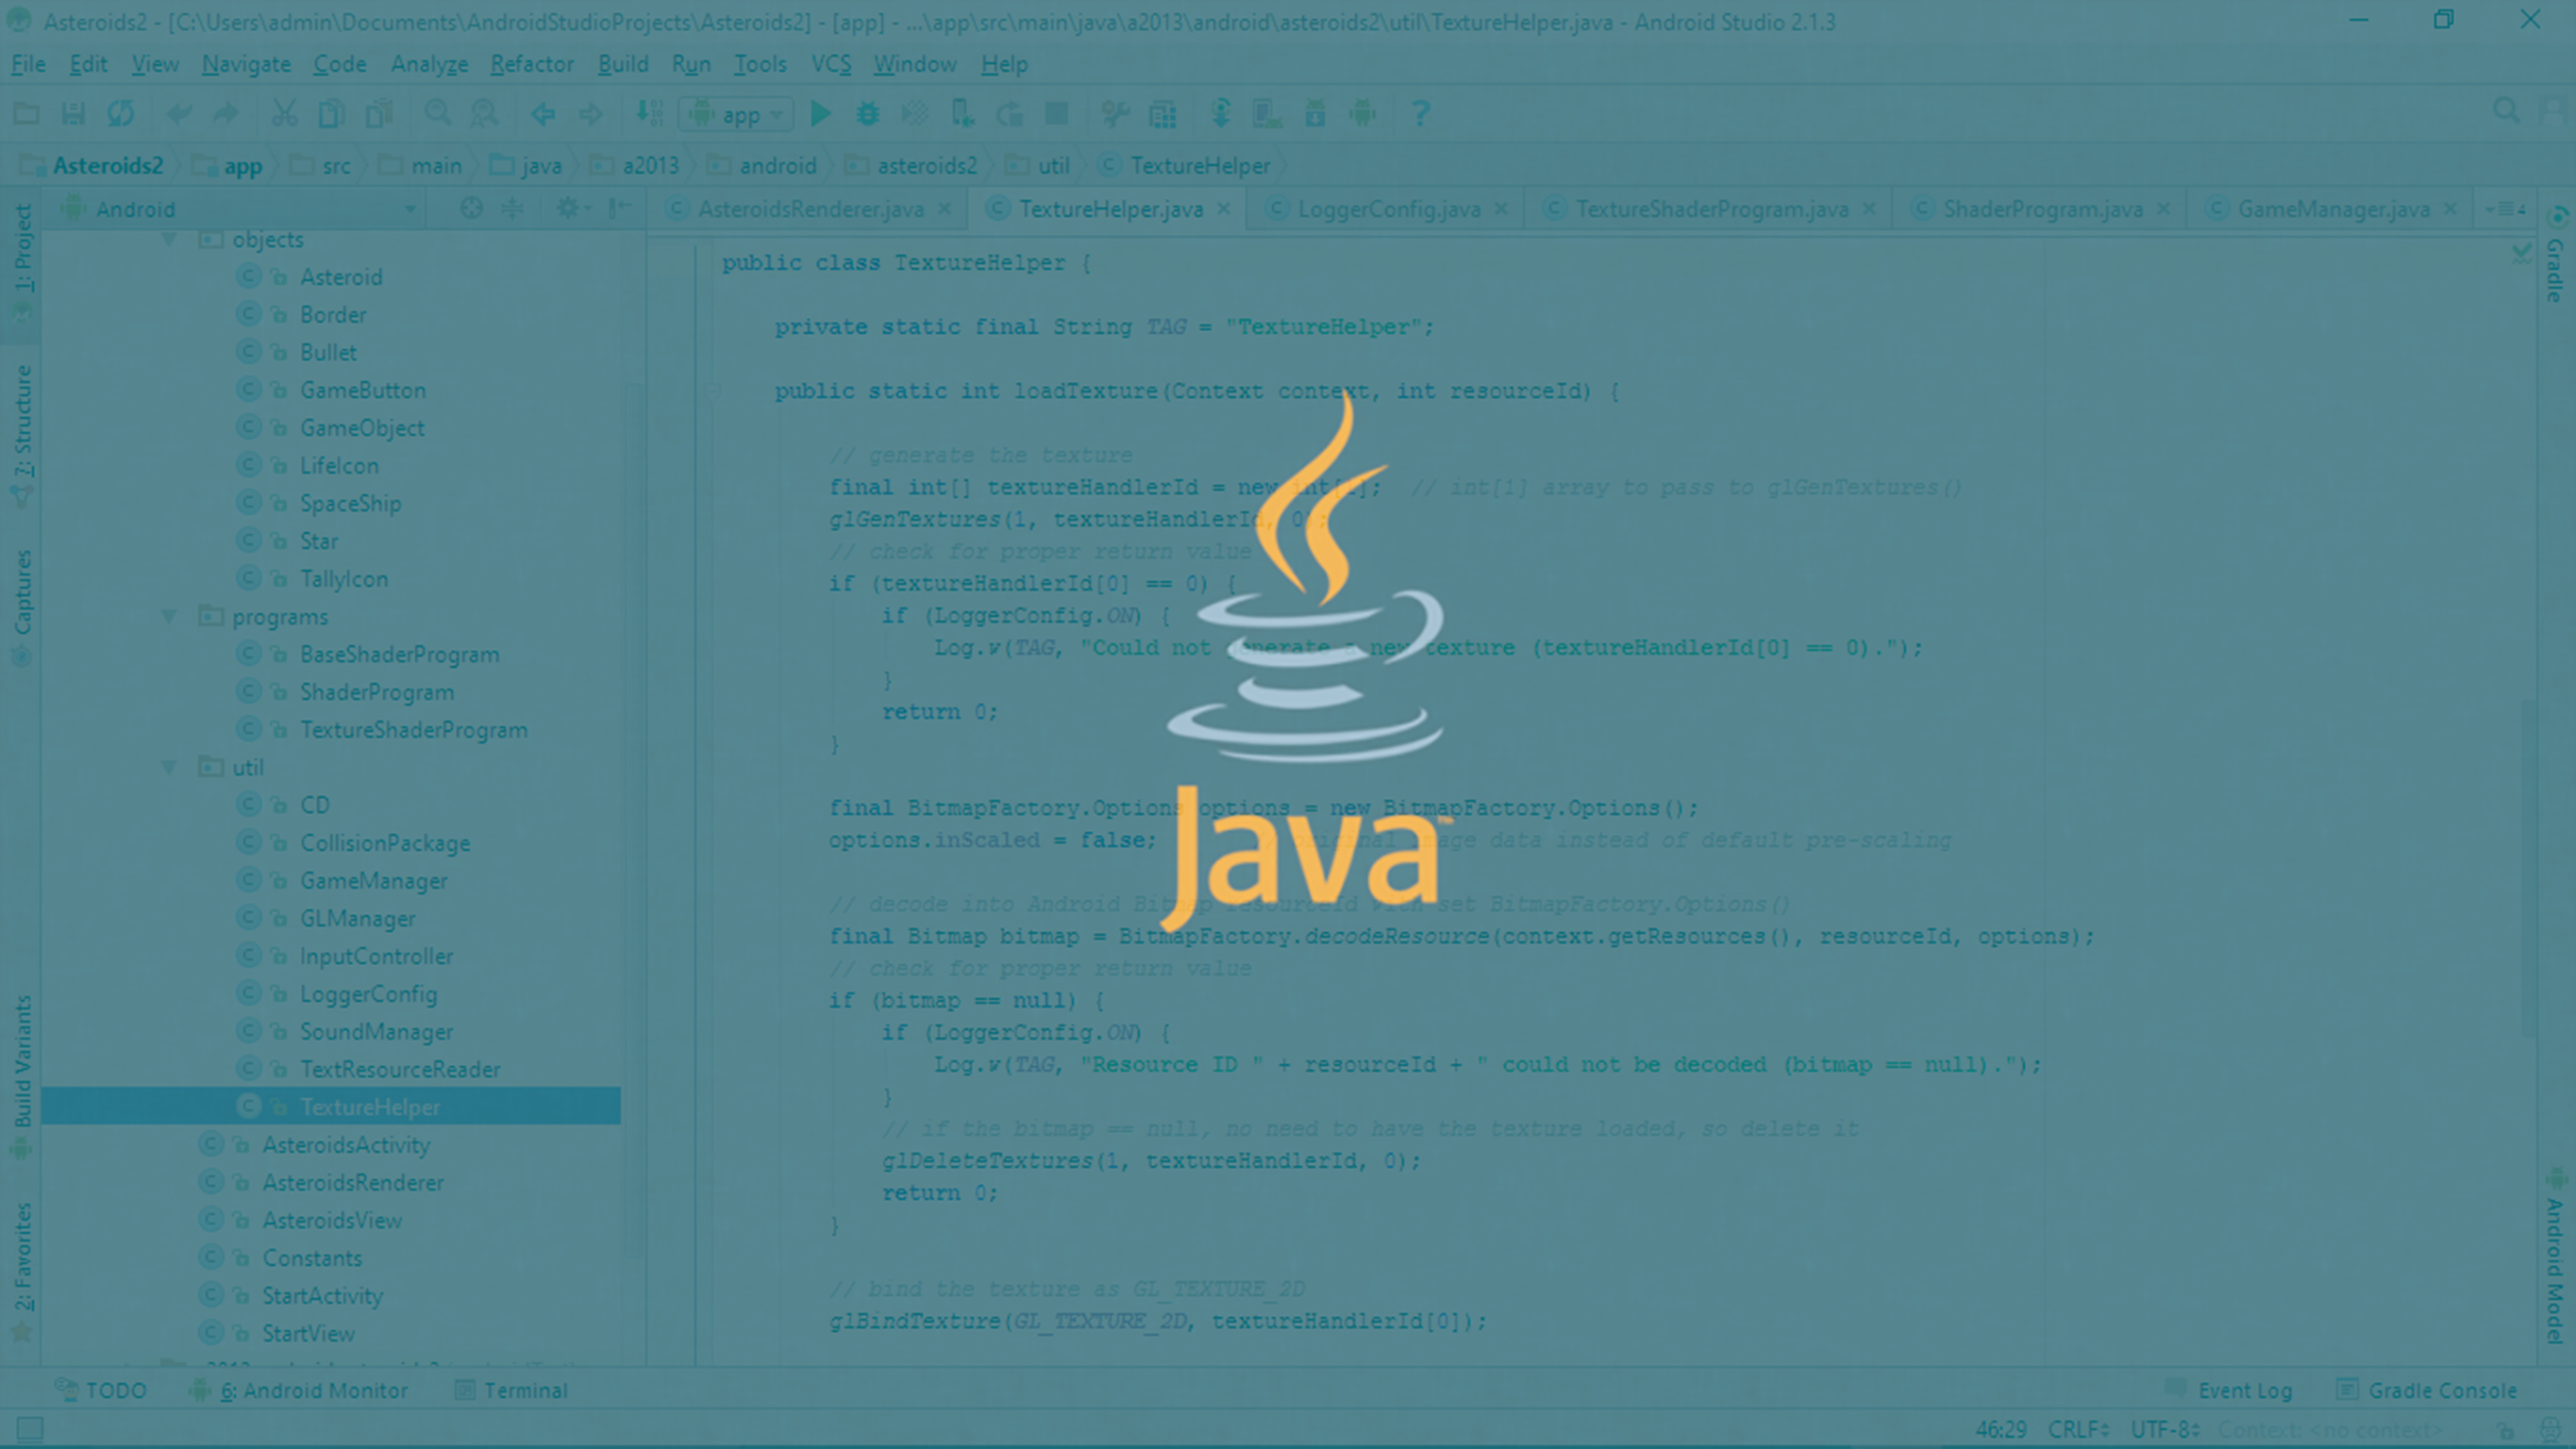 Asteroids2 - [C:\Users\admin\Documents\AndroidStudioProjects\Asteroids2] - [app] - ...\app\src\main\java\a2013\android\asteroids2\util\TextureHelper.java - Android Studio 2.1.3
File Edit View Navigate Code Analyze Refactor Build Run Tools VCS Window Help
app
Asteroids2 app src main java a2013 android asteroids2 util TextureHelper
Android
AsteroidsRenderer.java TextureHelper.java LoggerConfig.java TextureShaderProgram.java ShaderProgram.java GameManager.java 4
1: Project
7: Structure
Captures
Build Variants
2: Favorites
objects
Asteroid
Border
Bullet
GameButton
GameObject
LifeIcon
SpaceShip
Star
TallyIcon
programs
BaseShaderProgram
ShaderProgram
TextureShaderProgram
util
CD
CollisionPackage
GameManager
GLManager
InputController
LoggerConfig
SoundManager
TextResourceReader
TextureHelper
AsteroidsActivity
AsteroidsRenderer
AsteroidsView
Constants
StartActivity
StartView
public class TextureHelper {
private static final String TAG = "TextureHelper";
public static int loadTexture(Context context, int resourceId) {
// generate the texture
final int[] textureHandlerId = new int[1]; // int[1] array to pass to glGenTextures()
glGenTextures(1, textureHandlerId, 0);
// check for proper return value
if (textureHandlerId[0] == 0) {
if (LoggerConfig.ON) {
Log.v(TAG, "Could not generate a new texture (textureHandlerId[0] == 0).");
}
return 0;
}
final BitmapFactory.Options options = new BitmapFactory.Options();
options.inScaled = false; // original image data instead of default pre-scaling
// decode into Android Bitmap resourceId with set BitmapFactory.Options()
final Bitmap bitmap = BitmapFactory.decodeResource(context.getResources(), resourceId, options);
// check for proper return value
if (bitmap == null) {
if (LoggerConfig.ON) {
Log.v(TAG, "Resource ID " + resourceId + " could not be decoded (bitmap == null).");
}
// if the bitmap == null, no need to have the texture loaded, so delete it
glDeleteTextures(1, textureHandlerId, 0);
return 0;
}
// bind the texture as GL_TEXTURE_2D
glBindTexture(GL_TEXTURE_2D, textureHandlerId[0]);
Java™
Gradle
Android Model
TODO 6: Android Monitor Terminal Event Log Gradle Console
46:29 CRLF UTF-8 Context: <no context>